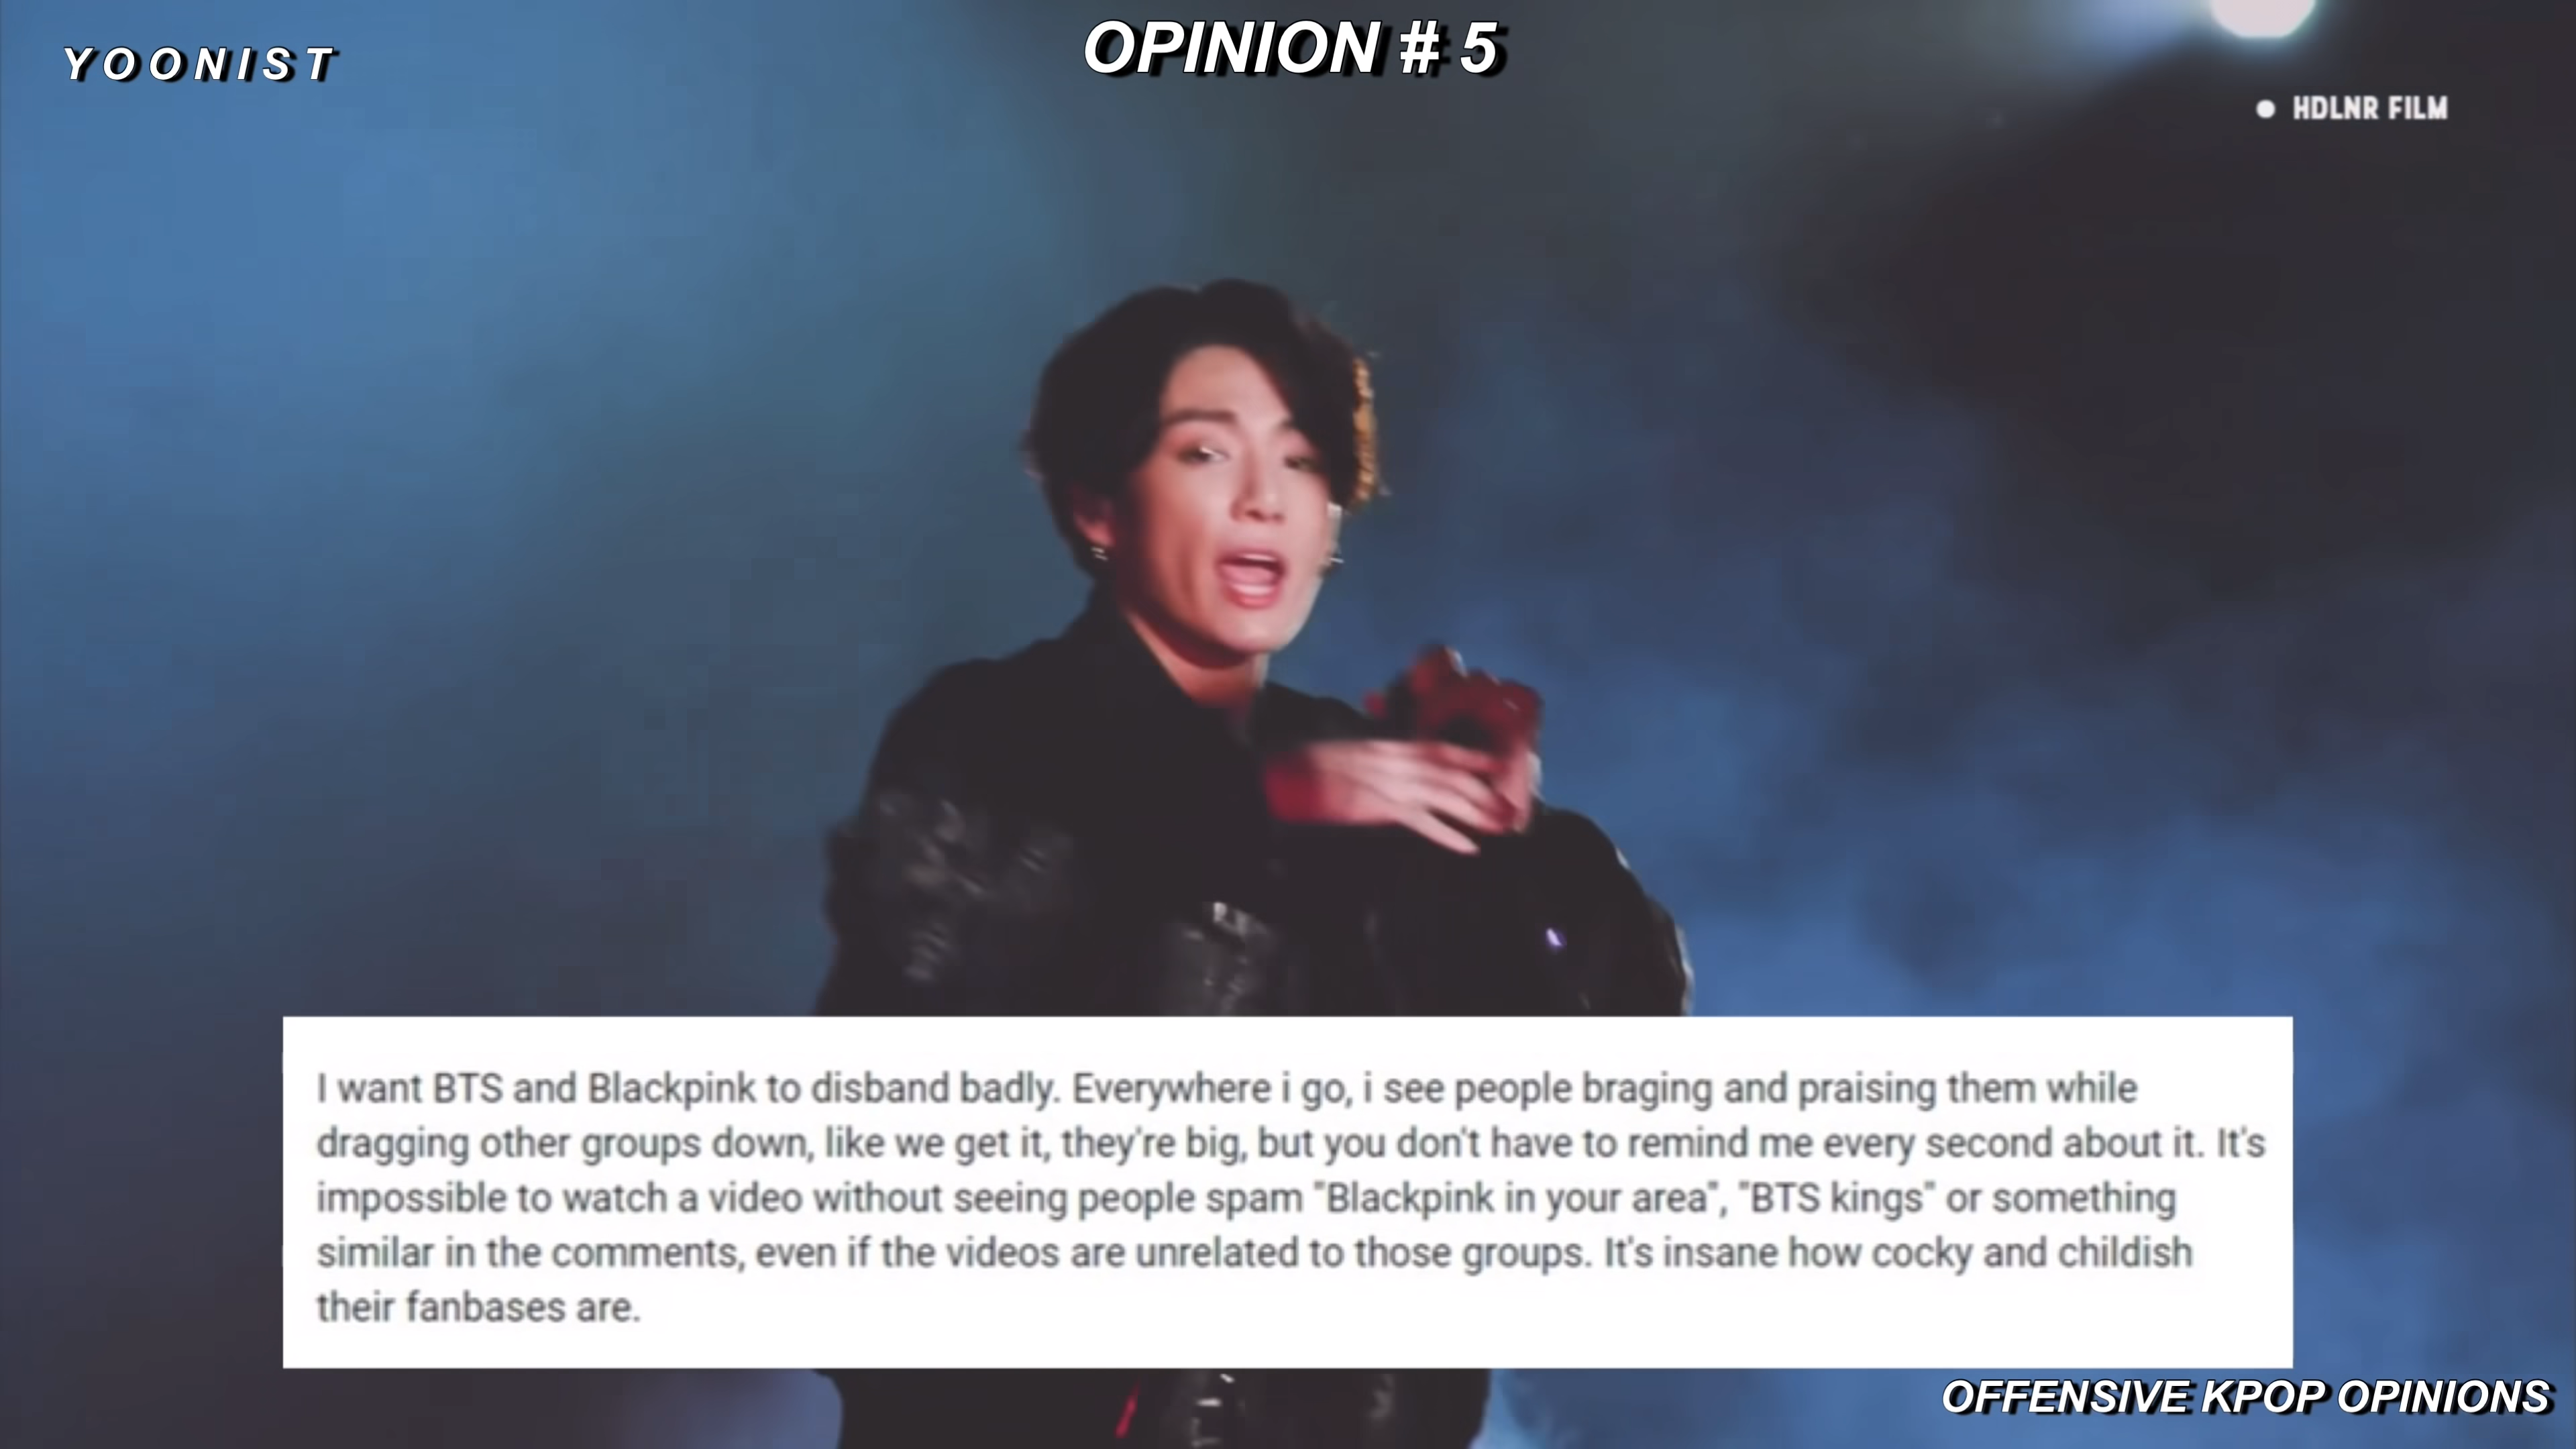 YOONIST
OPINION # 5
HDLNR FILM
I want BTS and Blackpink to disband badly. Everywhere i go, i see people braging and praising them while
dragging other groups down, like we get it, they're big, but you don't have to remind me every second about it. It's
impossible to watch a video without seeing people spam "Blackpink in your area", "BTS kings" or something
similar in the comments, even if the videos are unrelated to those groups. It's insane how cocky and childish
their fanbases are.
OFFENSIVE KPOP OPINIONS